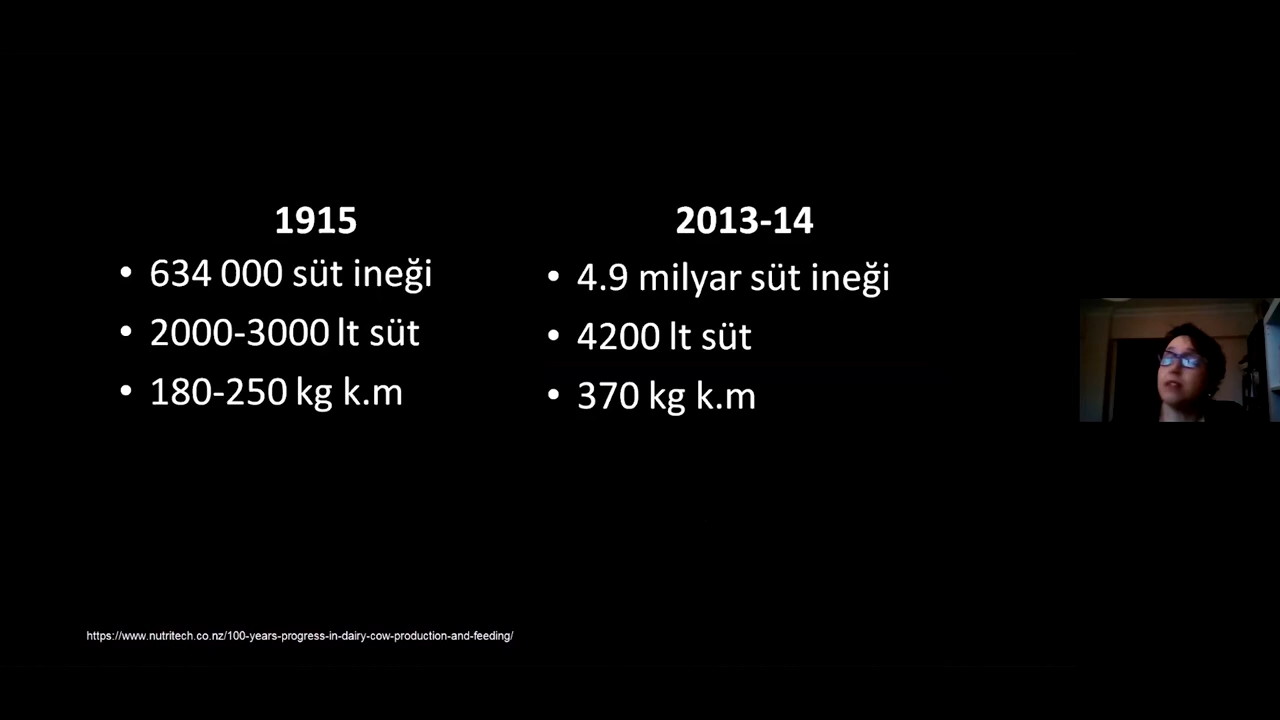 1915
• 634 000 süt ineği
• 2000-3000 lt süt
• 180-250 kg k.m
2013-14
• 4.9 milyar süt ineği
• 4200 lt süt
• 370 kg k.m
https://www.nutritech.co.nz/100-years-progress-in-dairy-cow-production-and-feeding/